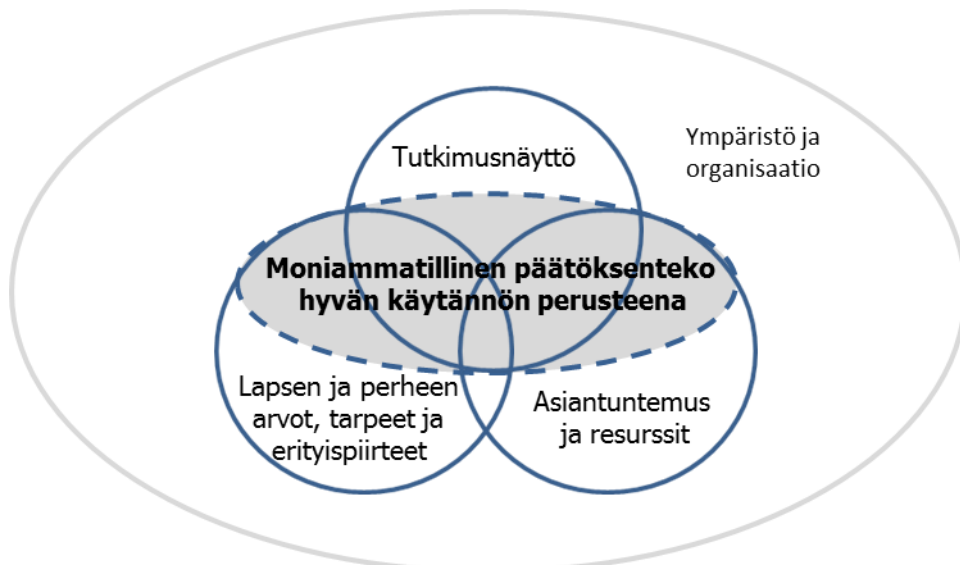 Tutkimusnäyttö
Ympäristö ja
organisaatio
Moniammatillinen päätöksenteko
hyvän käytännön perusteena
Lapsen ja perheen
arvot, tarpeet ja
erityispiirteet
Asiantuntemus
ja resurssit